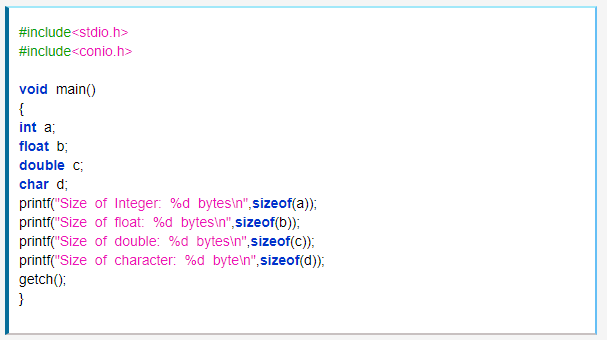 #include<stdio.h>
#include<conio.h>
void main()
{
int a;
float b;
double c;
char d;
printf("Size of Integer: %d bytes\n",sizeof(a));
printf("Size of float: %d bytes\n",sizeof(b));
printf("Size of double: %d bytes\n",sizeof(c));
printf("Size of character: %d byte\n",sizeof(d));
getch();
}